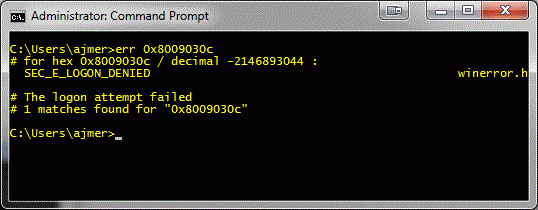 Administrator: Command Prompt
C:\Users\ajmer>err 0x8009030c
# for hex 0x8009030c / decimal -2146893044 :
  SEC_E_LOGON_DENIED                                             winerror.h
# The logon attempt failed
# 1 matches found for "0x8009030c"
C:\Users\ajmer>_